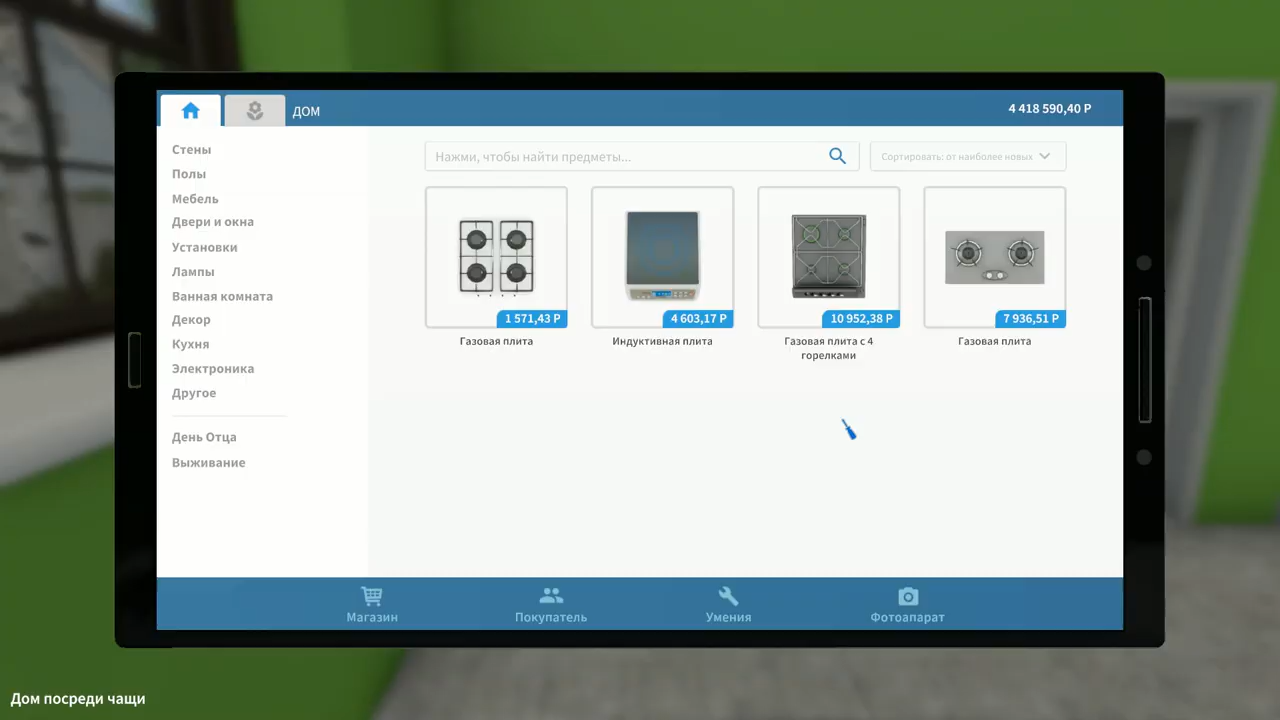 ДОМ
4 418 590,40 Р
Стены
Полы
Мебель
Двери и окна
Установки
Лампы
Ванная комната
Декор
Кухня
Электроника
Другое
День Отца
Выживание
Нажми, чтобы найти предметы...
Сортировать: от наиболее новых
1 571,43 Р
4 603,17 Р
10 952,38 Р
7 936,51 Р
Газовая плита
Индуктивная плита
Газовая плита с 4
горелками
Газовая плита
Магазин
Покупатель
Умения
Фотоапарат
Дом посреди чащи